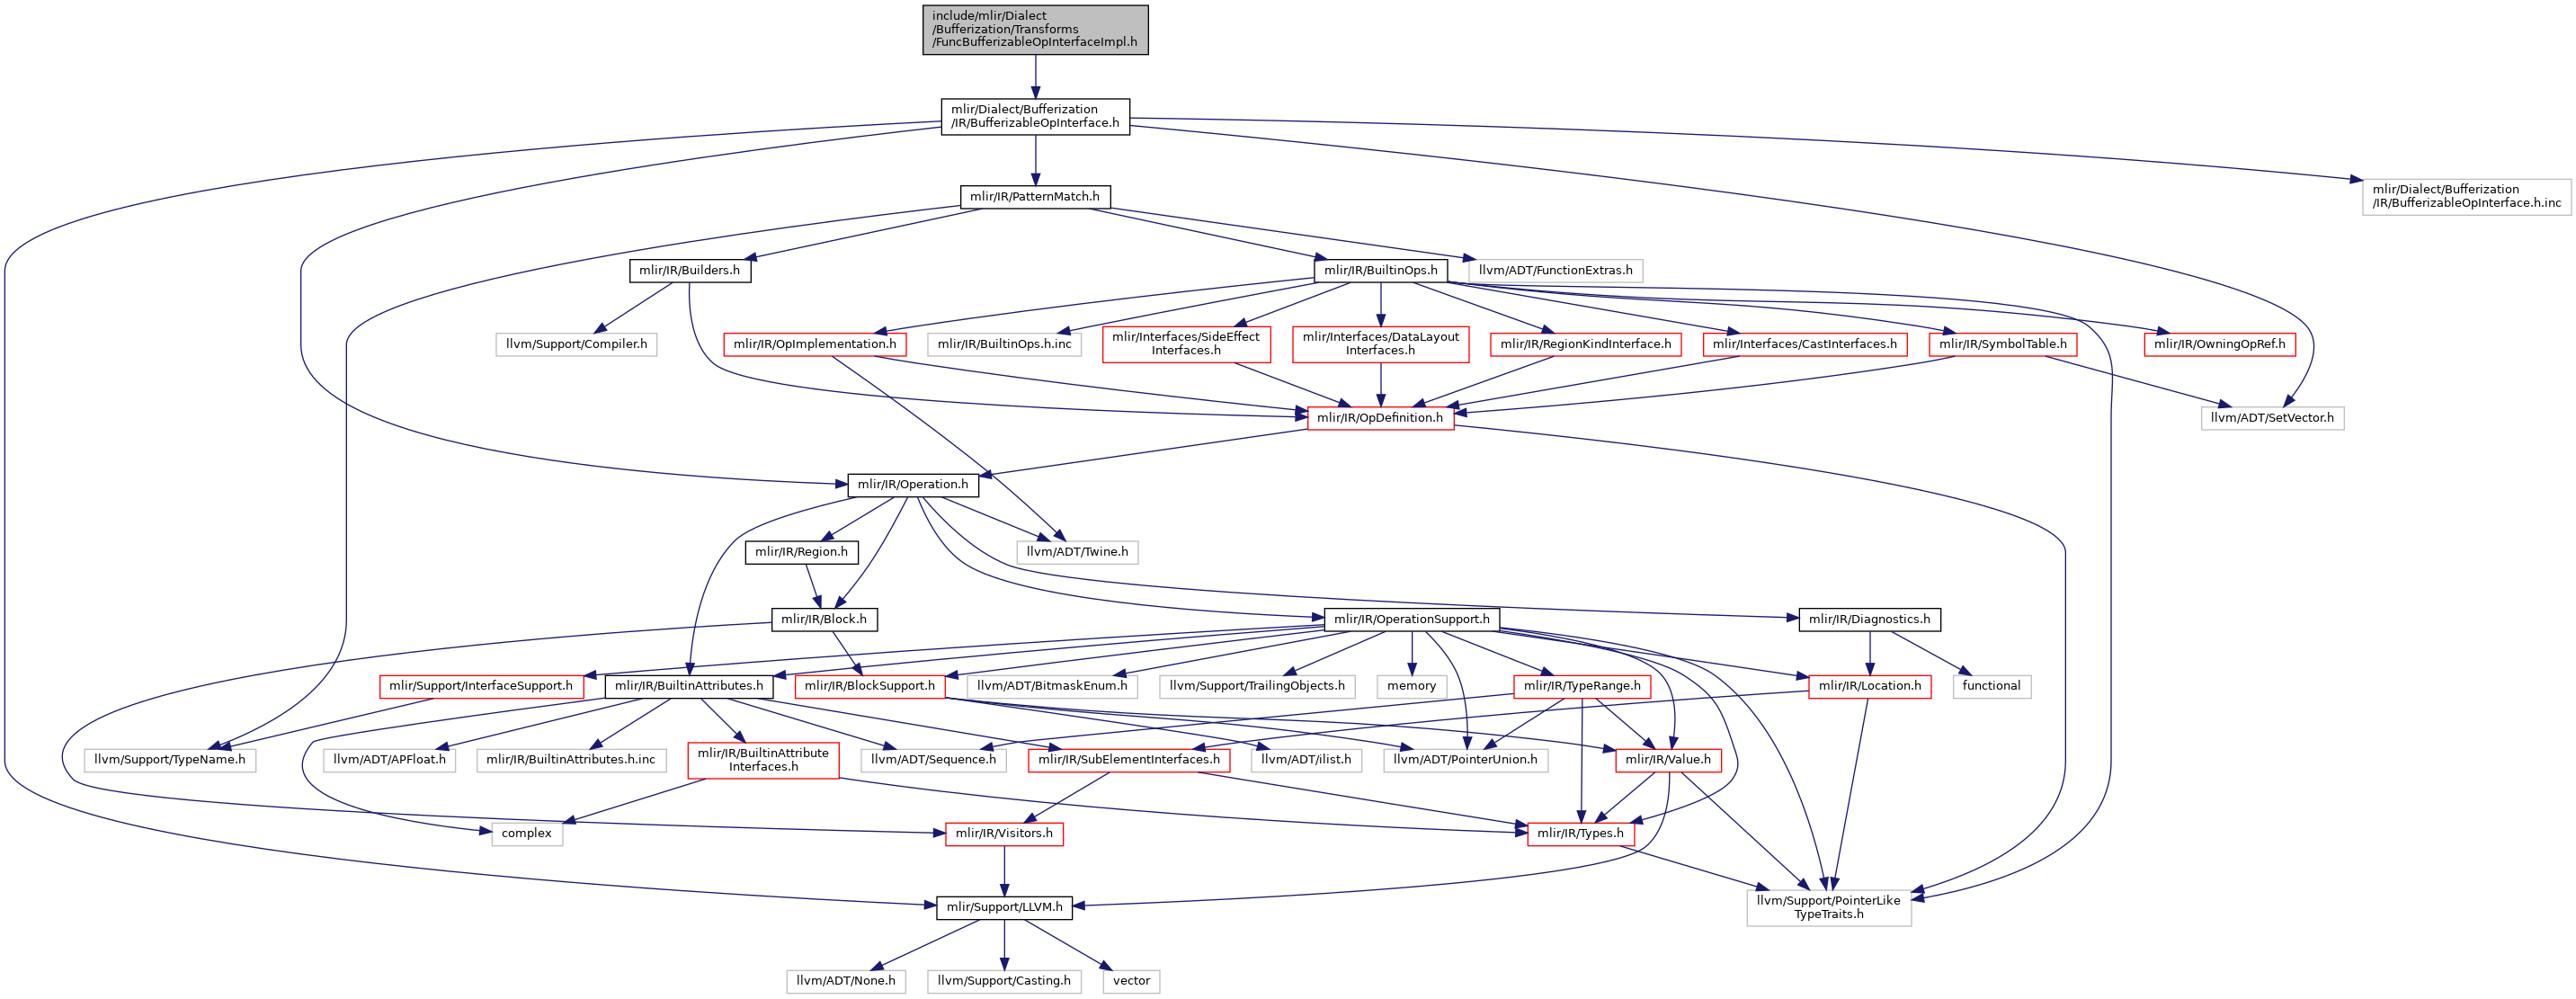 include/mlir/Dialect
/Bufferization/Transforms
/FuncBufferizableOpInterfaceImpl.h
mlir/Dialect/Bufferization
/IR/BufferizableOpInterface.h
mlir/IR/PatternMatch.h
mlir/Dialect/Bufferization
/IR/BufferizableOpInterface.h.inc
mlir/IR/Builders.h
mlir/IR/BuiltinOps.h
llvm/ADT/FunctionExtras.h
llvm/Support/Compiler.h
mlir/IR/OpImplementation.h
mlir/IR/BuiltinOps.h.inc
mlir/Interfaces/SideEffect
Interfaces.h
mlir/Interfaces/DataLayout
Interfaces.h
mlir/IR/RegionKindInterface.h
mlir/Interfaces/CastInterfaces.h
mlir/IR/SymbolTable.h
mlir/IR/OwningOpRef.h
mlir/IR/OpDefinition.h
llvm/ADT/SetVector.h
mlir/IR/Operation.h
mlir/IR/Region.h
llvm/ADT/Twine.h
mlir/IR/Block.h
mlir/IR/OperationSupport.h
mlir/IR/Diagnostics.h
mlir/Support/InterfaceSupport.h
mlir/IR/BuiltinAttributes.h
mlir/IR/BlockSupport.h
llvm/ADT/BitmaskEnum.h
llvm/Support/TrailingObjects.h
memory
mlir/IR/TypeRange.h
mlir/IR/Location.h
functional
llvm/Support/TypeName.h
llvm/ADT/APFloat.h
mlir/IR/BuiltinAttributes.h.inc
mlir/IR/BuiltinAttribute
Interfaces.h
llvm/ADT/Sequence.h
mlir/IR/SubElementInterfaces.h
llvm/ADT/ilist.h
llvm/ADT/PointerUnion.h
mlir/IR/Value.h
complex
mlir/IR/Visitors.h
mlir/IR/Types.h
mlir/Support/LLVM.h
llvm/Support/PointerLike
TypeTraits.h
llvm/ADT/None.h
llvm/Support/Casting.h
vector